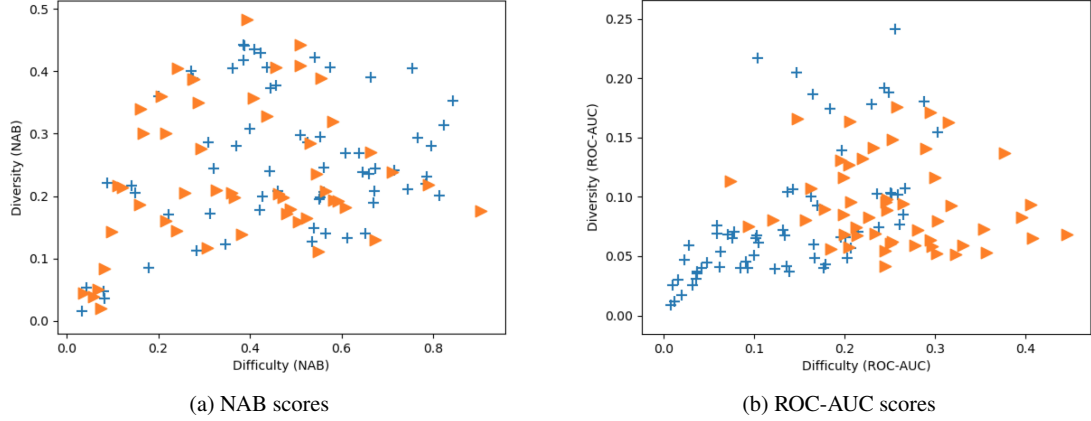 0.5
0.4
0.3
0.2
0.1
0.0
Diversity (NAB)
0.0 0.2 0.4 0.6 0.8
Difficulty (NAB)
(a) NAB scores
0.25
0.20
0.15
0.10
0.05
0.00
Diversity (ROC-AUC)
0.0 0.1 0.2 0.3 0.4
Difficulty (ROC-AUC)
(b) ROC-AUC scores